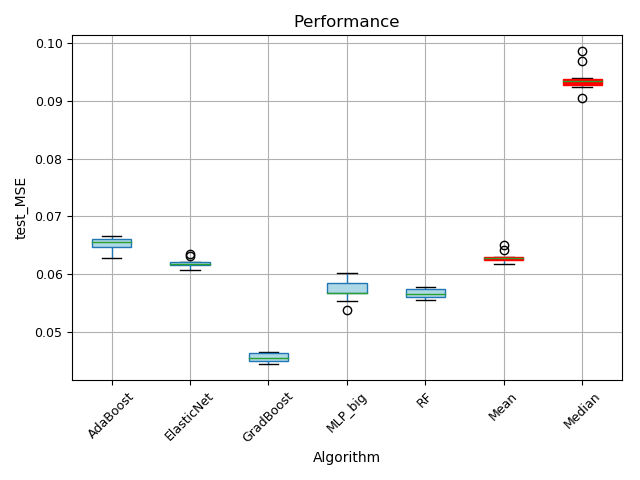 Performance
0.10
0.09
0.08
0.07
0.06
0.05
test_MSE
AdaBoost
ElasticNet
GradBoost
MLP_big
RF
Mean
Median
Algorithm